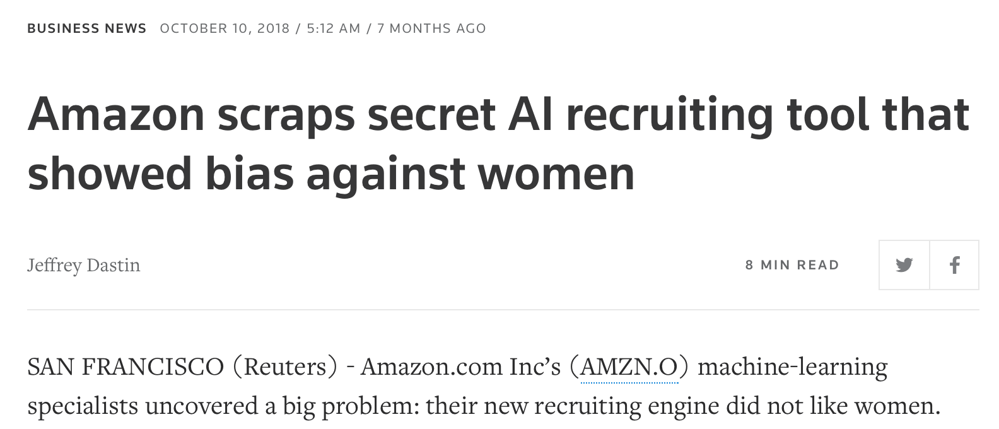 BUSINESS NEWS OCTOBER 10, 2018 / 5:12 AM / 7 MONTHS AGO
Amazon scraps secret AI recruiting tool that
showed bias against women
Jeffrey Dastin 8 MIN READ
SAN FRANCISCO (Reuters) - Amazon.com Inc’s (AMZN.O) machine-learning
specialists uncovered a big problem: their new recruiting engine did not like women.